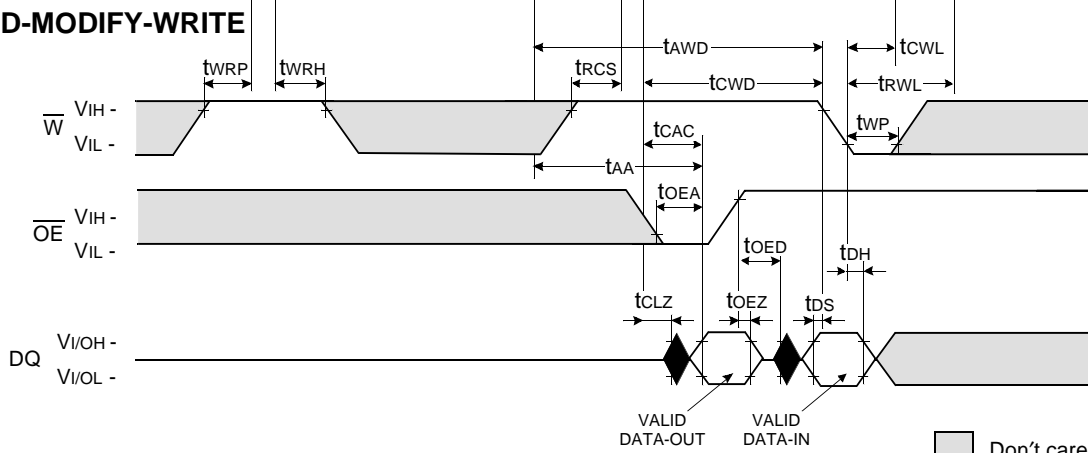 D-MODIFY-WRITE
tAWD
tCWL
tWRP
tWRH
tRCS
tCWD
tRWL
W
VIH -
VIL -
tWP
tCAC
tAA
tOEA
OE
VIH -
VIL -
tOED
tDH
tCLZ
tOEZ
tDS
DQ
VI/OH -
VI/OL -
VALID
DATA-OUT
VALID
DATA-IN
Don't care